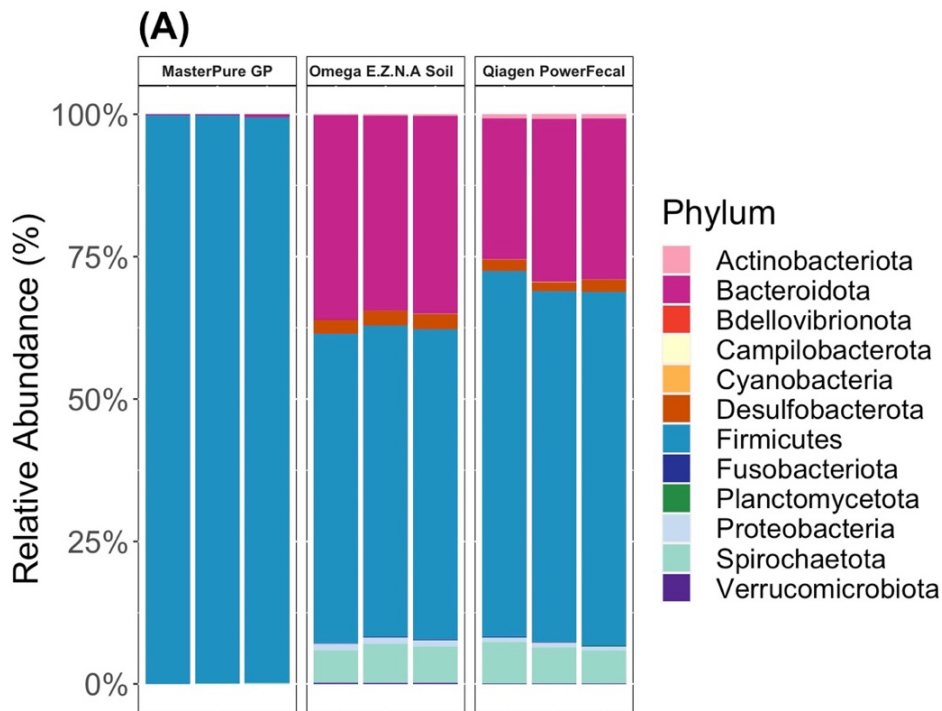 (A)
MasterPure GP
Omega E.Z.N.A Soil
Qiagen PowerFecal
100%
75%
50%
25%
0%
Relative Abundance (%)
Phylum
Actinobacteriota
Bacteroidota
Bdellovibrionota
Campilobacterota
Cyanobacteria
Desulfobacterota
Firmicutes
Fusobacteriota
Planctomycetota
Proteobacteria
Spirochaetota
Verrucomicrobiota